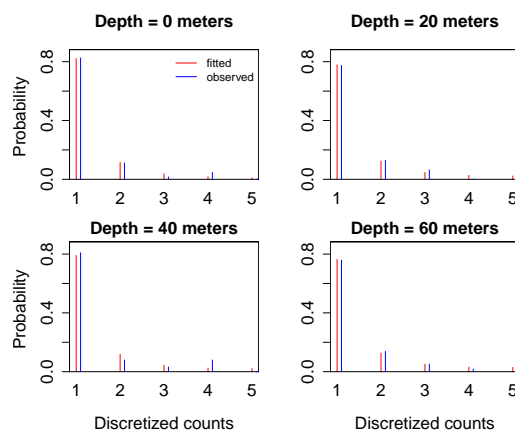 Depth = 0 meters
Depth = 20 meters
fitted
observed
Probability
0.0 0.4 0.8
0.0 0.4 0.8
1 2 3 4 5
1 2 3 4 5
Depth = 40 meters
Depth = 60 meters
Probability
0.0 0.4 0.8
0.0 0.4 0.8
1 2 3 4 5
1 2 3 4 5
Discretized counts
Discretized counts